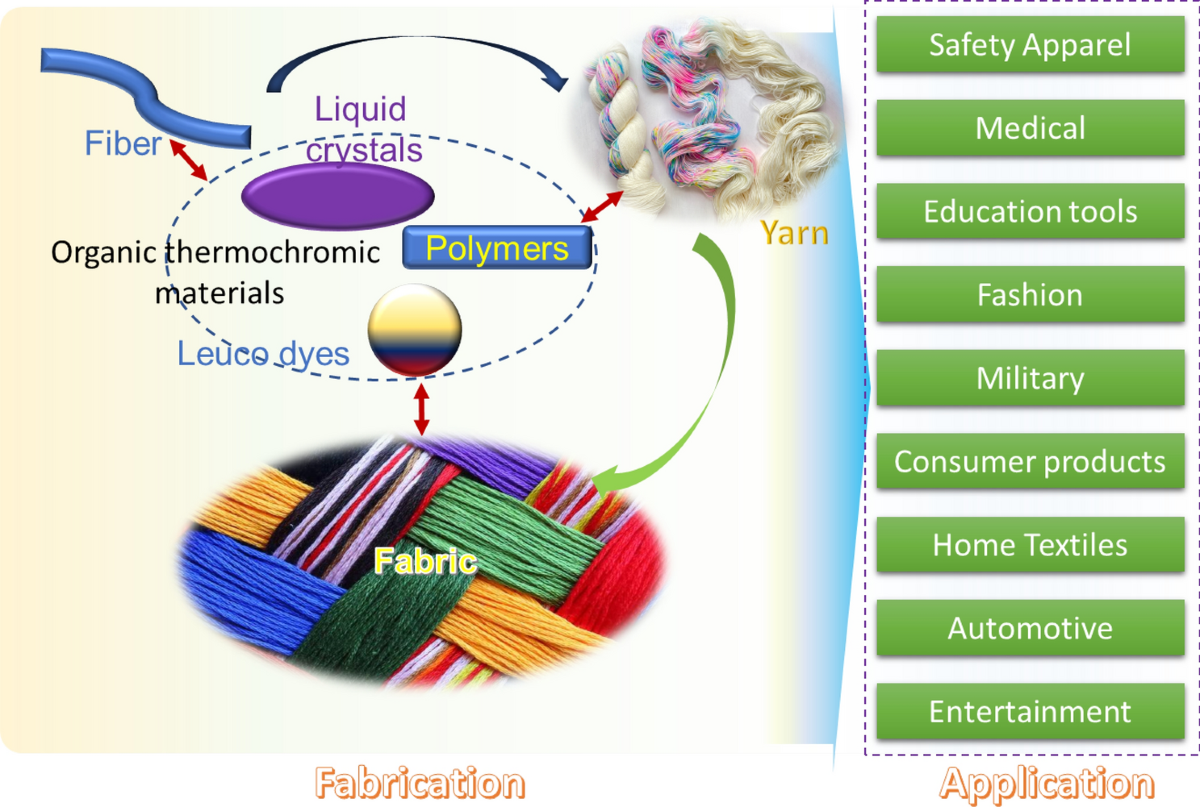 Fiber
Liquid
crystals
Polymers
Organic thermochromic
materials
Leuco dyes
Yarn
Fabric
Fabrication
Safety Apparel
Medical
Education tools
Fashion
Military
Consumer products
Home Textiles
Automotive
Entertainment
Application